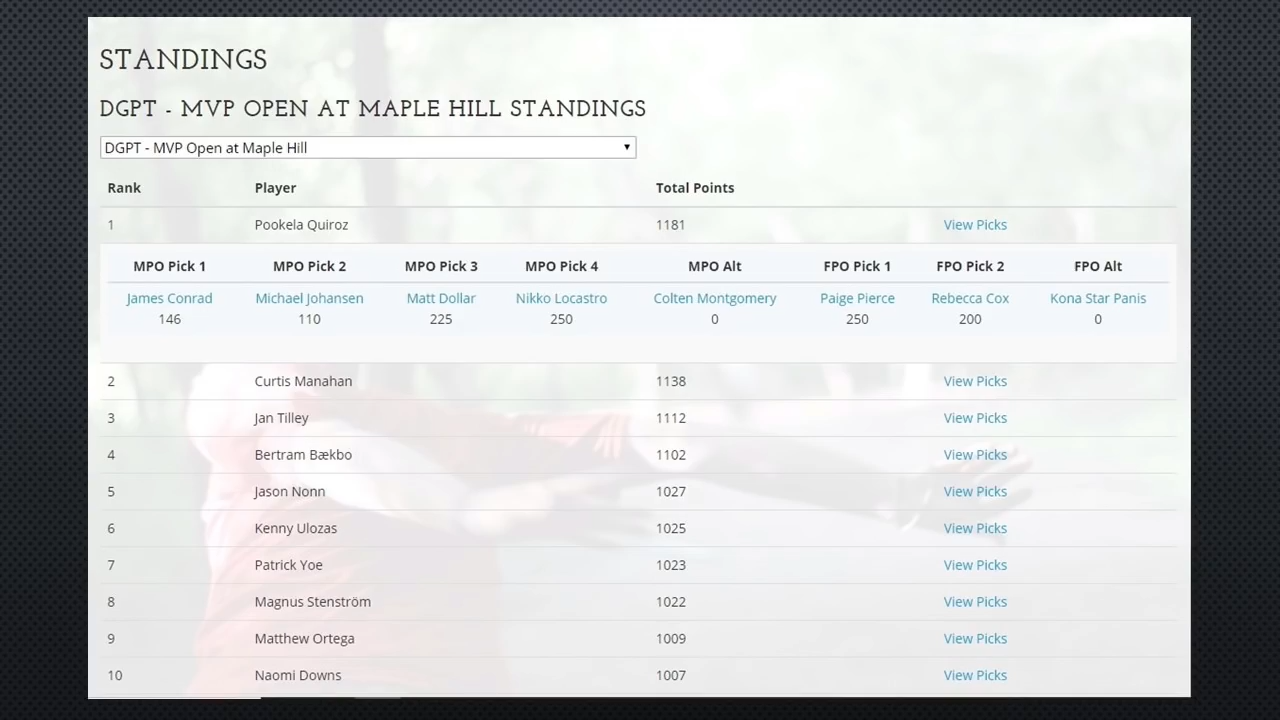 STANDINGS
DGPT - MVP OPEN AT MAPLE HILL STANDINGS
DGPT - MVP Open at Maple Hill
Rank Player Total Points
1 Pookela Quiroz 1181 View Picks
MPO Pick 1 MPO Pick 2 MPO Pick 3 MPO Pick 4 MPO Alt FPO Pick 1 FPO Pick 2 FPO Alt
James Conrad Michael Johansen Matt Dollar Nikko Locastro Colten Montgomery Paige Pierce Rebecca Cox Kona Star Panis
146 110 225 250 0 250 200 0
2 Curtis Manahan 1138 View Picks
3 Jan Tilley 1112 View Picks
4 Bertram Bækbo 1102 View Picks
5 Jason Nonn 1027 View Picks
6 Kenny Ulozas 1025 View Picks
7 Patrick Yoe 1023 View Picks
8 Magnus Stenström 1022 View Picks
9 Matthew Ortega 1009 View Picks
10 Naomi Downs 1007 View Picks